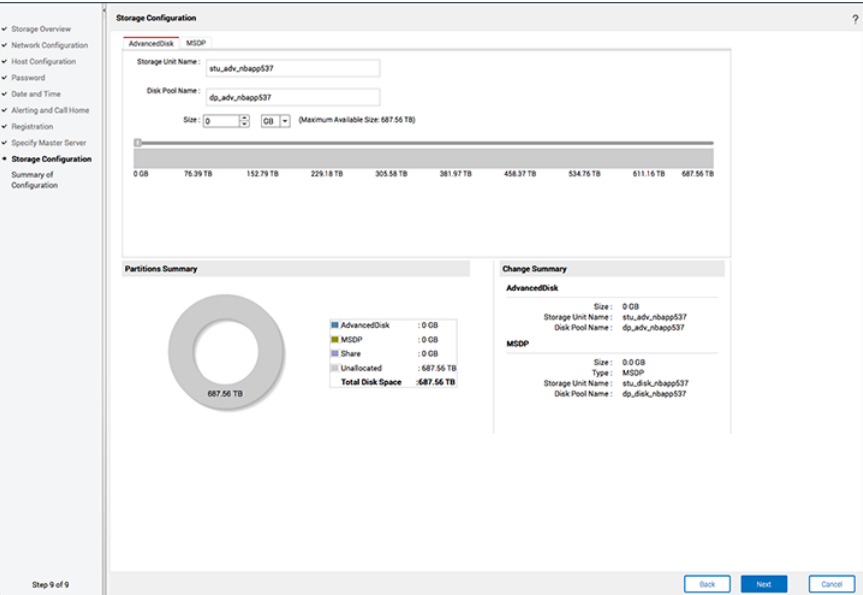 Storage Overview
Network Configuration
Host Configuration
Password
Date and Time
Alerting and Call Home
Registration
Specify Master Server
Storage Configuration
Summary of
Configuration
Step 9 of 9
Storage Configuration
?
AdvancedDisk MSDP
Storage Unit Name : stu_adv_nbapp537
Disk Pool Name : dp_adv_nbapp537
Size : 0 GB (Maximum Available Size: 687.56 TB)
0 GB 76.39 TB 152.79 TB 229.18 TB 305.58 TB 381.97 TB 458.37 TB 534.76 TB 611.16 TB 687.56 TB
Partitions Summary
687.56 TB
AdvancedDisk : 0 GB
MSDP : 0 GB
Share : 0 GB
Unallocated : 687.56 TB
Total Disk Space :687.56 TB
Change Summary
AdvancedDisk
Size : 0 GB
Storage Unit Name : stu_adv_nbapp537
Disk Pool Name : dp_adv_nbapp537
MSDP
Size : 0.0 GB
Type : MSDP
Storage Unit Name : stu_disk_nbapp537
Disk Pool Name : dp_disk_nbapp537
Back Next Cancel